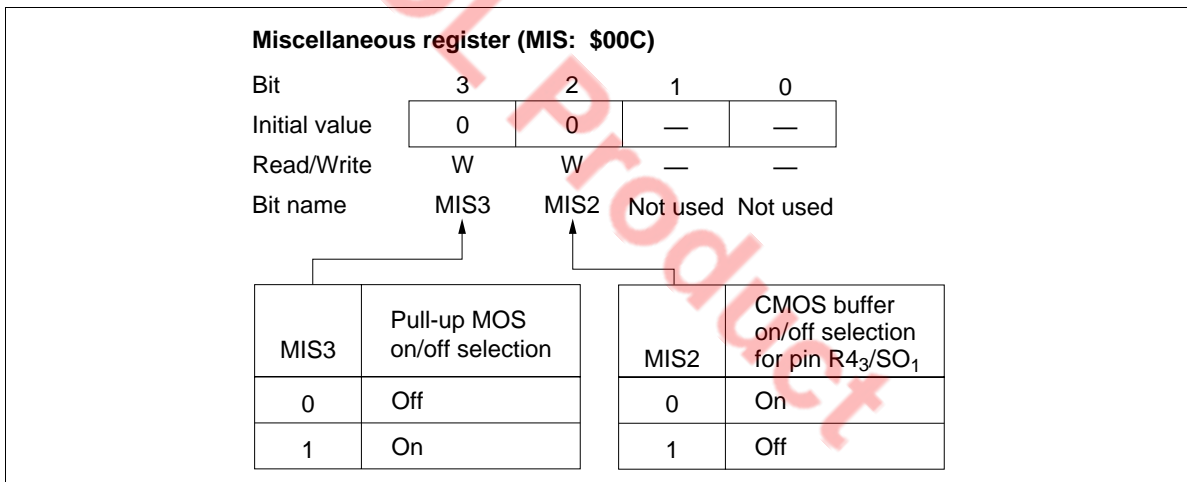 Miscellaneous register (MIS: $00C)
Bit 3 2 1 0
Initial value 0 0 — —
Read/Write W W — —
Bit name MIS3 MIS2 Not used Not used
MIS3 Pull-up MOS on/off selection
0 Off
1 On
MIS2 CMOS buffer on/off selection for pin R4₃/SO₁
0 On
1 Off
Product